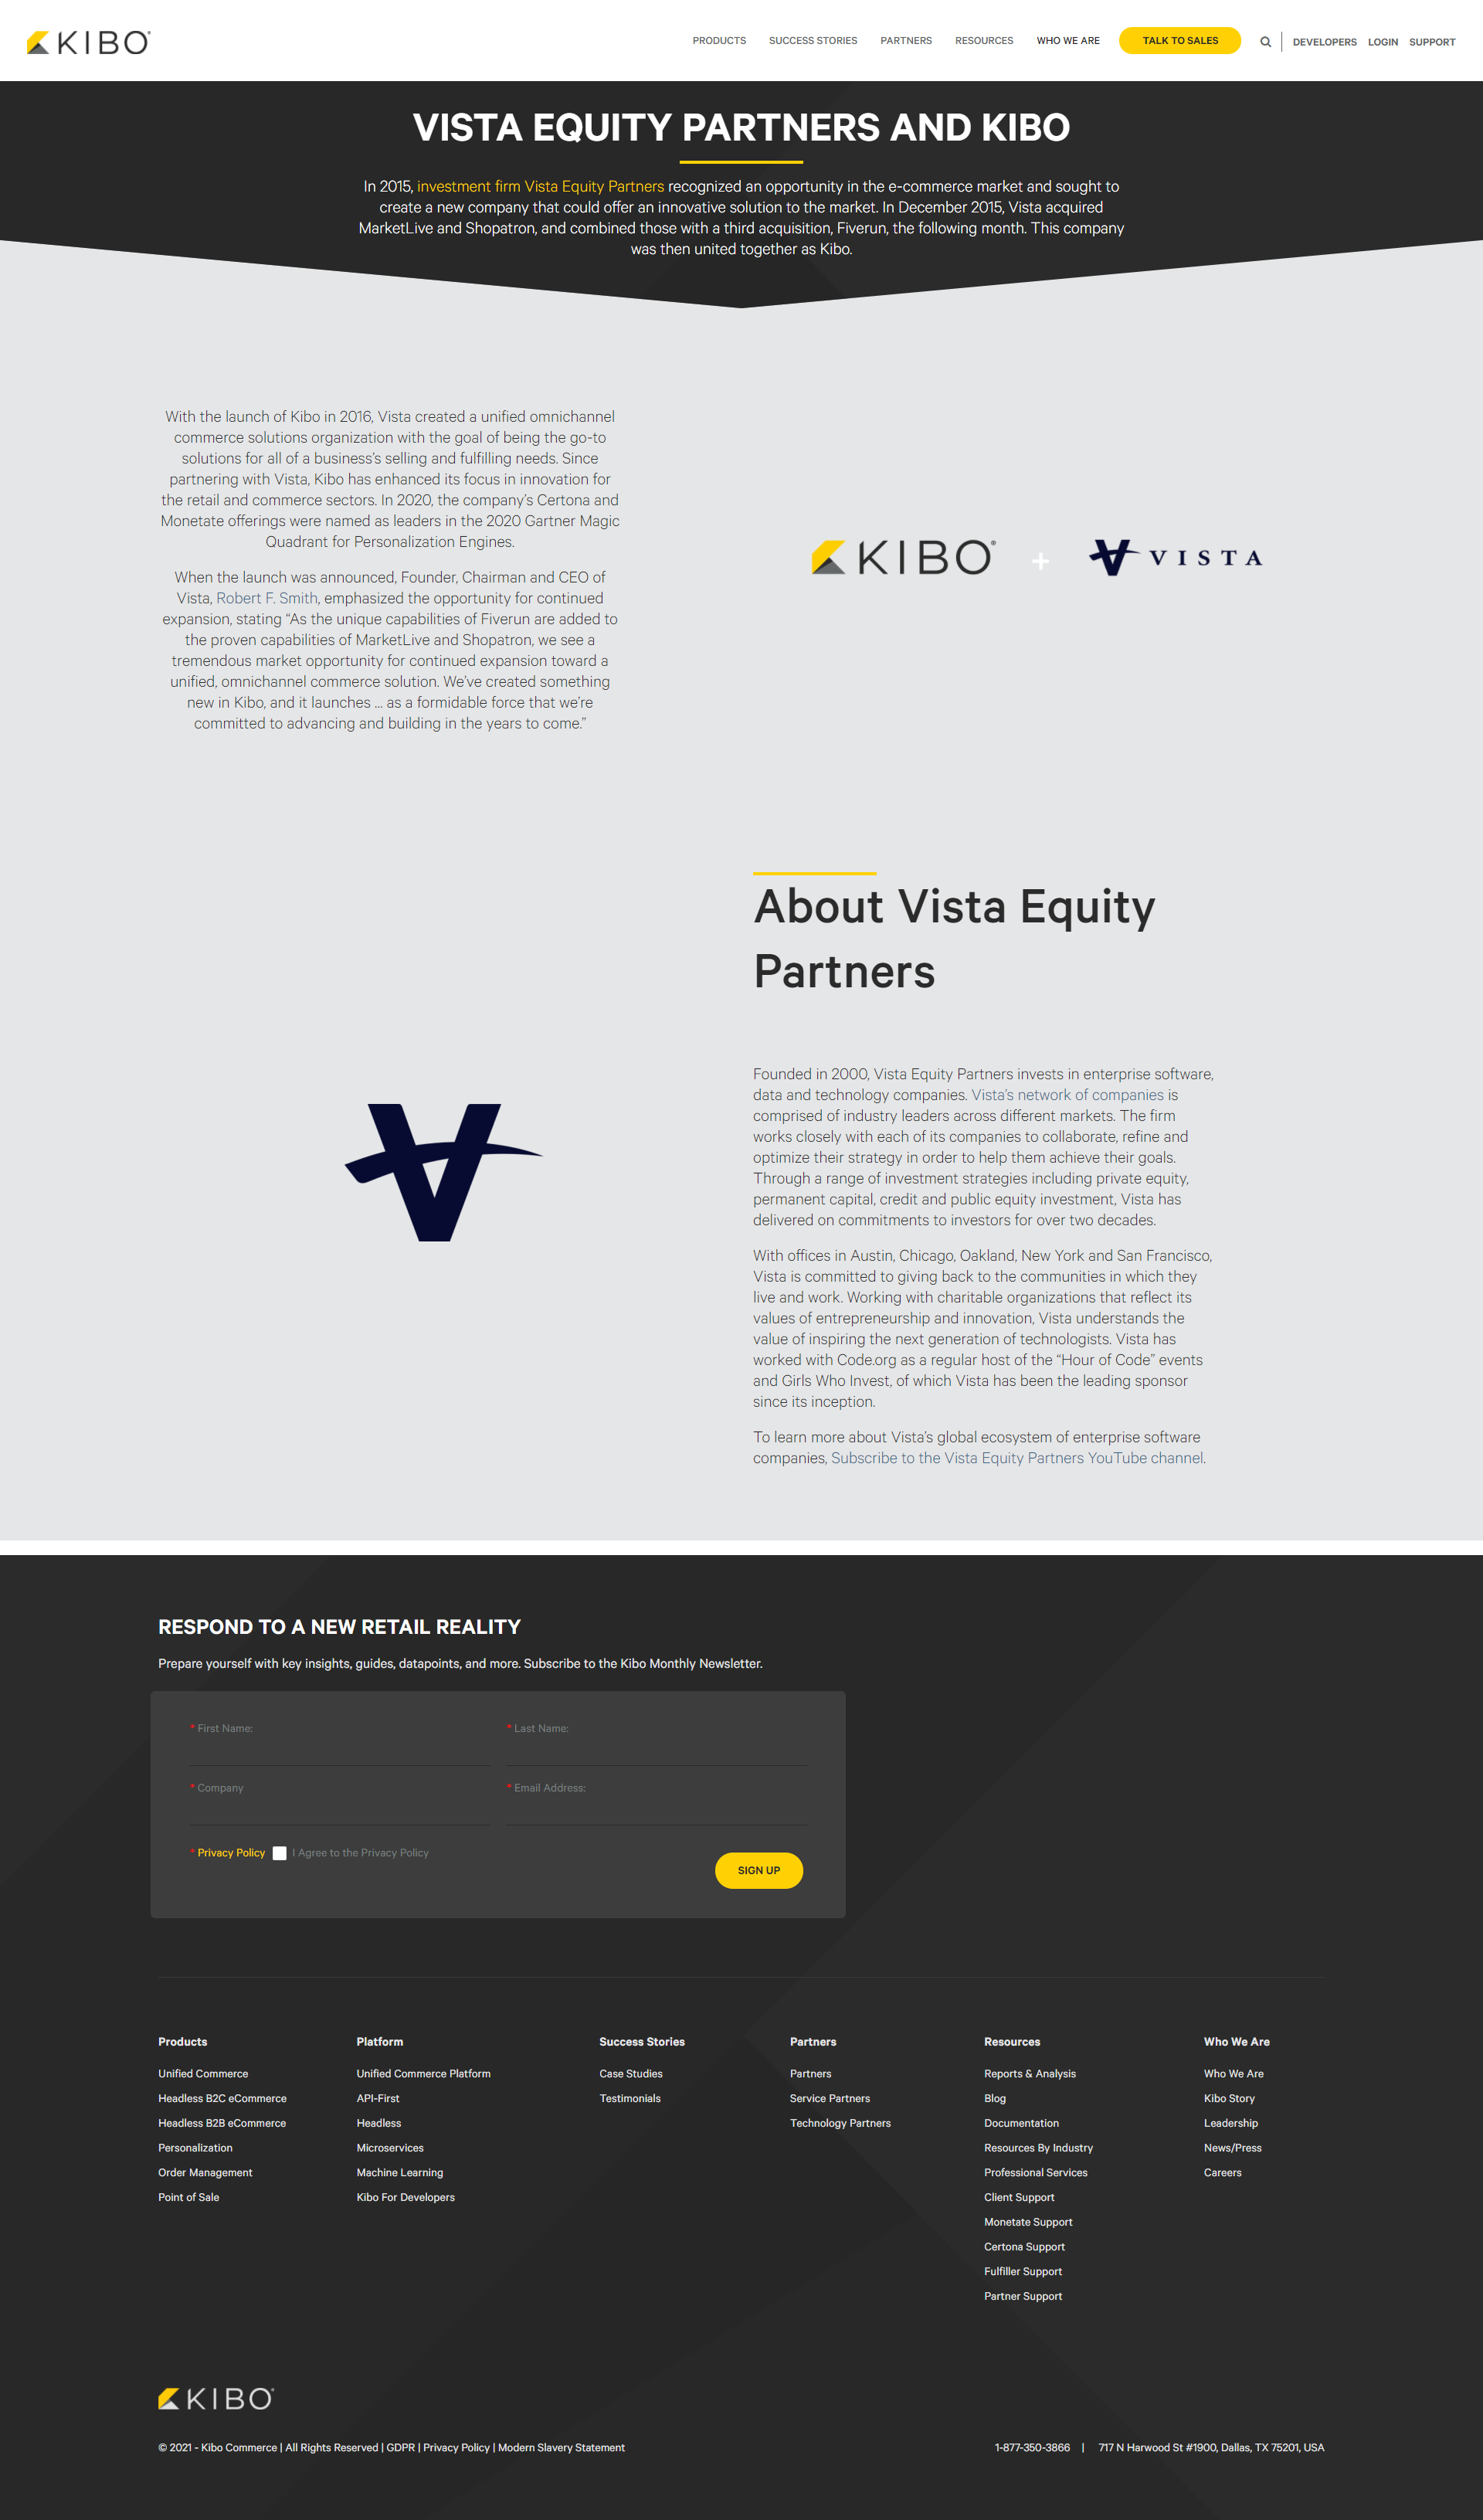 KIBO
PRODUCTS SUCCESS STORIES PARTNERS RESOURCES WHO WE ARE TALK TO SALES DEVELOPERS LOGIN SUPPORT
VISTA EQUITY PARTNERS AND KIBO
In 2015, investment firm Vista Equity Partners recognized an opportunity in the e-commerce market and sought to
create a new company that could offer an innovative solution to the market. In December 2015, Vista acquired
MarketLive and Shopatron, and combined those with a third acquisition, Fiverun, the following month. This company
was then united together as Kibo.
With the launch of Kibo in 2016, Vista created a unified omnichannel
commerce solutions organization with the goal of being the go-to
solutions for all of a business's selling and fulfilling needs. Since
partnering with Vista, Kibo has enhanced its focus in innovation for
the retail and commerce sectors. In 2020, the company's Certona and
Monetate offerings were named as leaders in the 2020 Gartner Magic
Quadrant for Personalization Engines.
When the launch was announced, Founder, Chairman and CEO of
Vista, Robert F. Smith, emphasized the opportunity for continued
expansion, stating “As the unique capabilities of Fiverun are added to
the proven capabilities of MarketLive and Shopatron, we see a
tremendous market opportunity for continued expansion toward a
unified, omnichannel commerce solution. We've created something
new in Kibo, and it launches ... as a formidable force that we're
committed to advancing and building in the years to come.”
KIBO® + VISTA
About Vista Equity
Partners
Founded in 2000, Vista Equity Partners invests in enterprise software,
data and technology companies. Vista's network of companies is
comprised of industry leaders across different markets. The firm
works closely with each of its companies to collaborate, refine and
optimize their strategy in order to help them achieve their goals.
Through a range of investment strategies including private equity,
permanent capital, credit and public equity investment, Vista has
delivered on commitments to investors for over two decades.
With offices in Austin, Chicago, Oakland, New York and San Francisco,
Vista is committed to giving back to the communities in which they
live and work. Working with charitable organizations that reflect its
values of entrepreneurship and innovation, Vista understands the
value of inspiring the next generation of technologists. Vista has
worked with Code.org as a regular host of the “Hour of Code” events
and Girls Who Invest, of which Vista has been the leading sponsor
since its inception.
To learn more about Vista's global ecosystem of enterprise software
companies, Subscribe to the Vista Equity Partners YouTube channel.
RESPOND TO A NEW RETAIL REALITY
Prepare yourself with key insights, guides, datapoints, and more. Subscribe to the Kibo Monthly Newsletter.
* First Name: * Last Name:
* Company * Email Address:
* Privacy Policy I Agree to the Privacy Policy
SIGN UP
Products
Unified Commerce
Headless B2C eCommerce
Headless B2B eCommerce
Personalization
Order Management
Point of Sale
Platform
Unified Commerce Platform
API-First
Headless
Microservices
Machine Learning
Kibo For Developers
Success Stories
Case Studies
Testimonials
Partners
Partners
Service Partners
Technology Partners
Resources
Reports & Analysis
Blog
Documentation
Resources By Industry
Professional Services
Client Support
Monetate Support
Certona Support
Fulfiller Support
Partner Support
Who We Are
Who We Are
Kibo Story
Leadership
News/Press
Careers
KIBO
© 2021 - Kibo Commerce | All Rights Reserved | GDPR | Privacy Policy | Modern Slavery Statement
1-877-350-3866 | 717 N Harwood St #1900, Dallas, TX 75201, USA